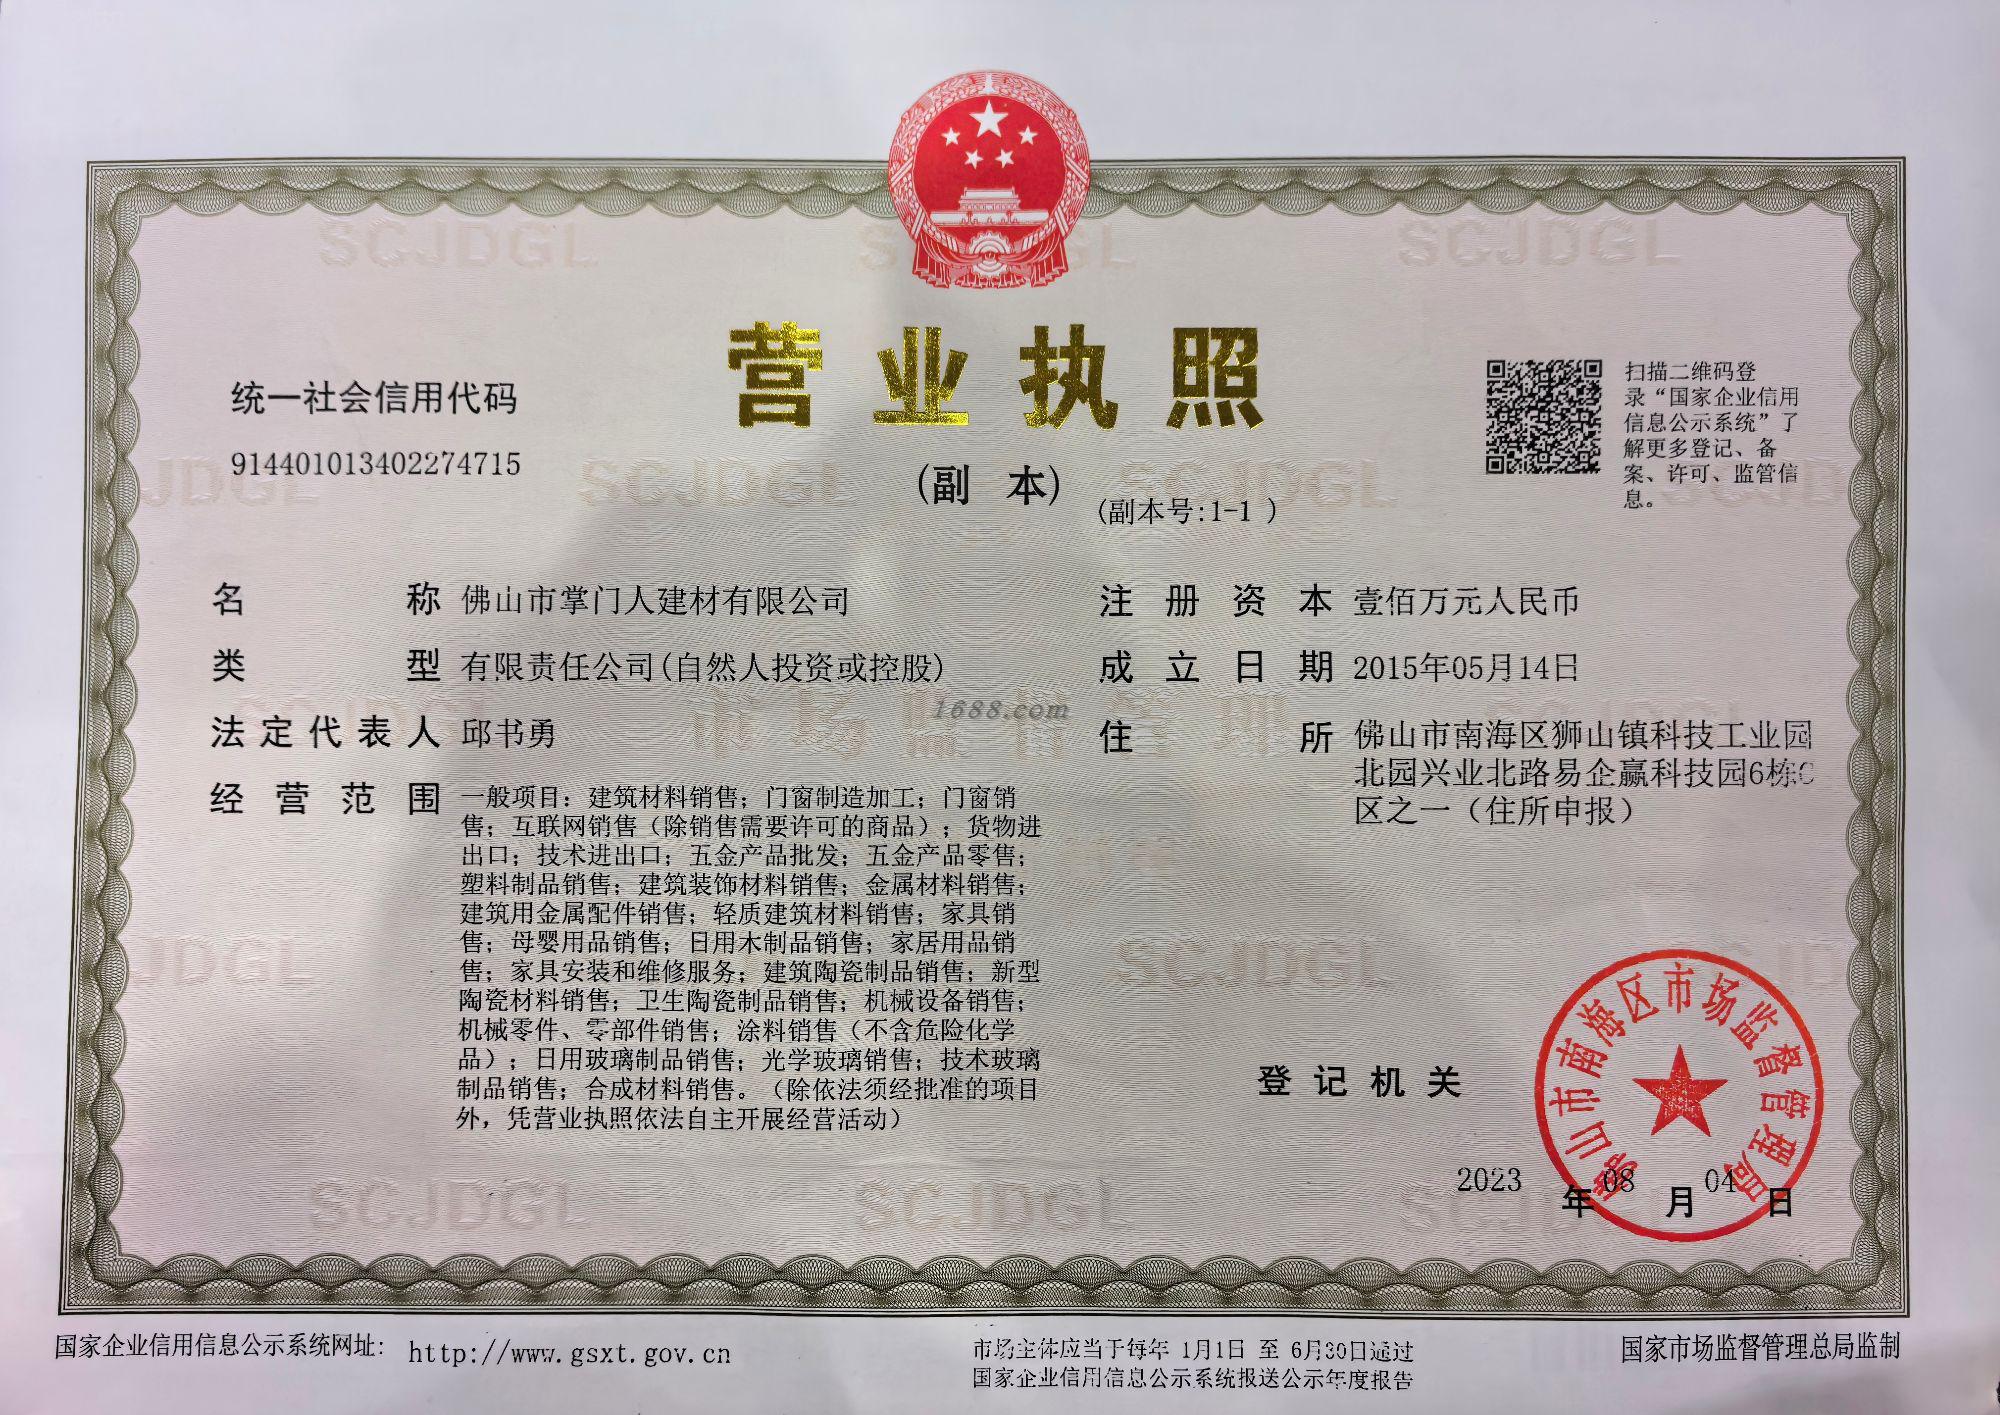 SCJDGL
SCJDGL
营业执照
统一社会信用代码
914401013402274715
(副 本)
(副本号:1-1 )
扫描二维码登
录“国家企业信用
信息公示系统”了
解更多登记、备
案、许可、监管信
息。
名称 佛山市掌门人建材有限公司
类型 有限责任公司(自然人投资或控股)
法定代表人 邱书勇
经营范围 一般项目：建筑材料销售；门窗制造加工；门窗销
售；互联网销售（除销售需要许可的商品）；货物进
出口；技术进出口；五金产品批发；五金产品零售；
塑料制品销售；建筑装饰材料销售；金属材料销售；
建筑用金属配件销售；轻质建筑材料销售；家具销
售；母婴用品销售；日用木制品销售；家居用品销
售；家具安装和维修服务；建筑陶瓷制品销售；新型
陶瓷材料销售；卫生陶瓷制品销售；机械设备销售；
机械零件、零部件销售；涂料销售（不含危险化学
品）；日用玻璃制品销售；光学玻璃销售；技术玻璃
制品销售；合成材料销售。（除依法须经批准的项目
外，凭营业执照依法自主开展经营活动）
注册资本 壹佰万元人民币
成立日期 2015年05月14日
住所 佛山市南海区狮山镇科技工业园
北园兴业北路易企赢科技园6栋C
区之一（住所申报）
1688.com
市场监督管理
登记机关
佛山市南海区市场监督管理局
2023 年 08 月 04 日
国家企业信用信息公示系统网址: http://www.gsxt.gov.cn
市场主体应当于每年 1月1日 至 6月30日通过
国家企业信用信息公示系统报送公示年度报告
国家市场监督管理总局监制